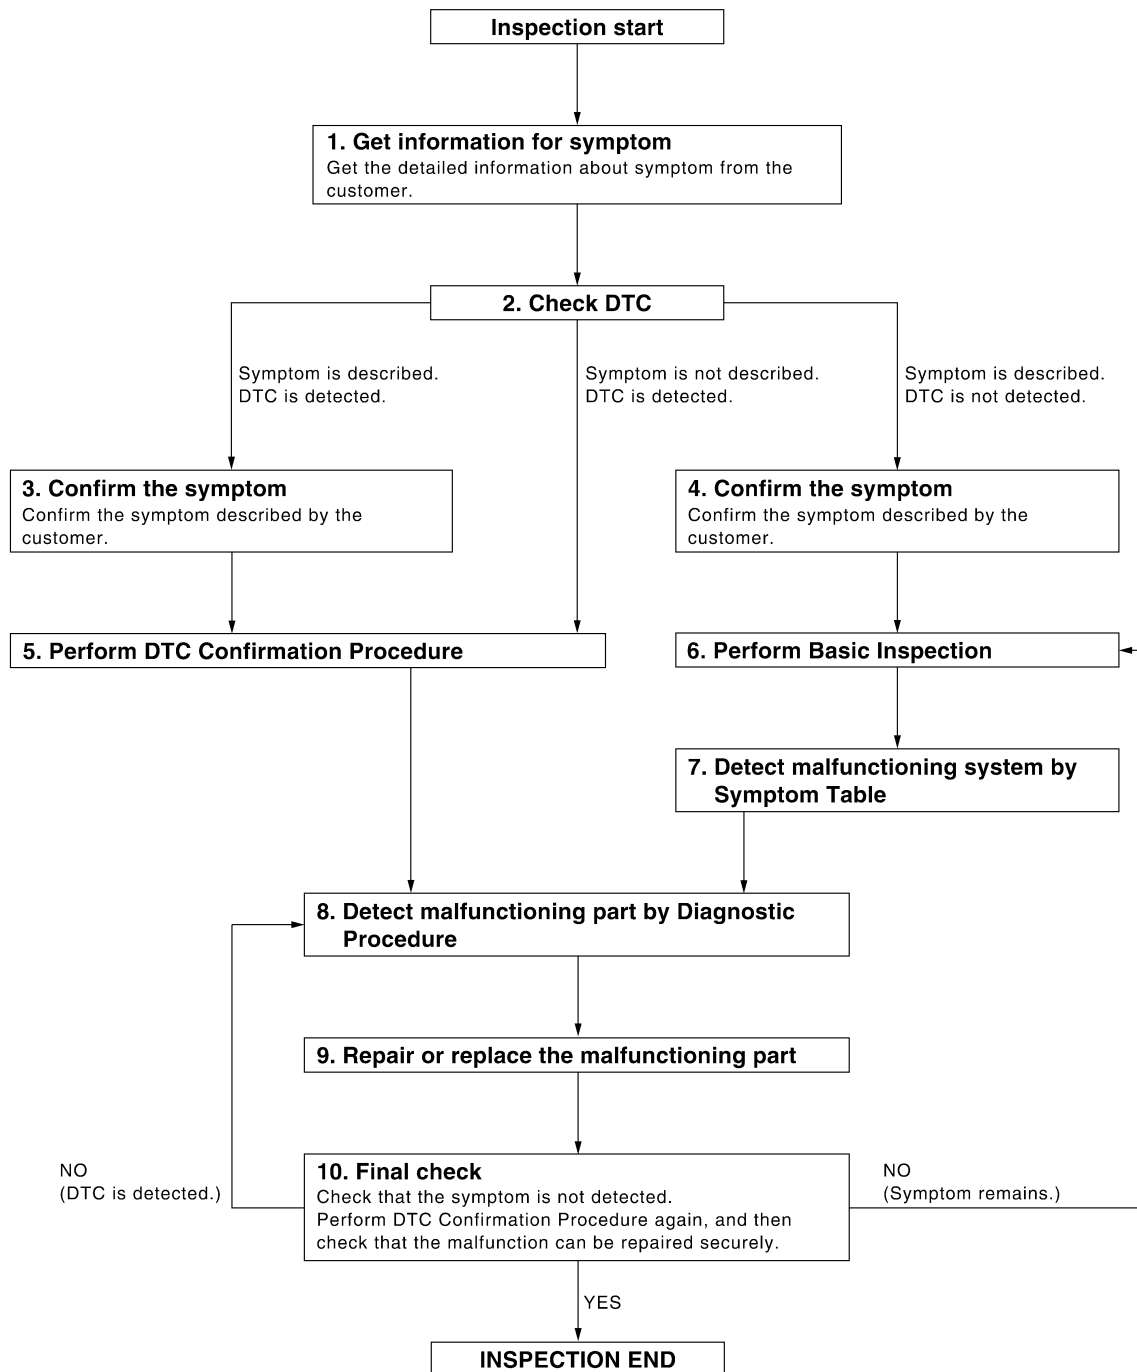 Inspection start
1. Get information for symptom
Get the detailed information about symptom from the
customer.
2. Check DTC
Symptom is described.
DTC is detected.
Symptom is not described.
DTC is detected.
Symptom is described.
DTC is not detected.
3. Confirm the symptom
Confirm the symptom described by the
customer.
4. Confirm the symptom
Confirm the symptom described by the
customer.
5. Perform DTC Confirmation Procedure
6. Perform Basic Inspection
7. Detect malfunctioning system by
Symptom Table
8. Detect malfunctioning part by Diagnostic
Procedure
9. Repair or replace the malfunctioning part
NO
(DTC is detected.)
10. Final check
Check that the symptom is not detected.
Perform DTC Confirmation Procedure again, and then
check that the malfunction can be repaired securely.
NO
(Symptom remains.)
YES
INSPECTION END